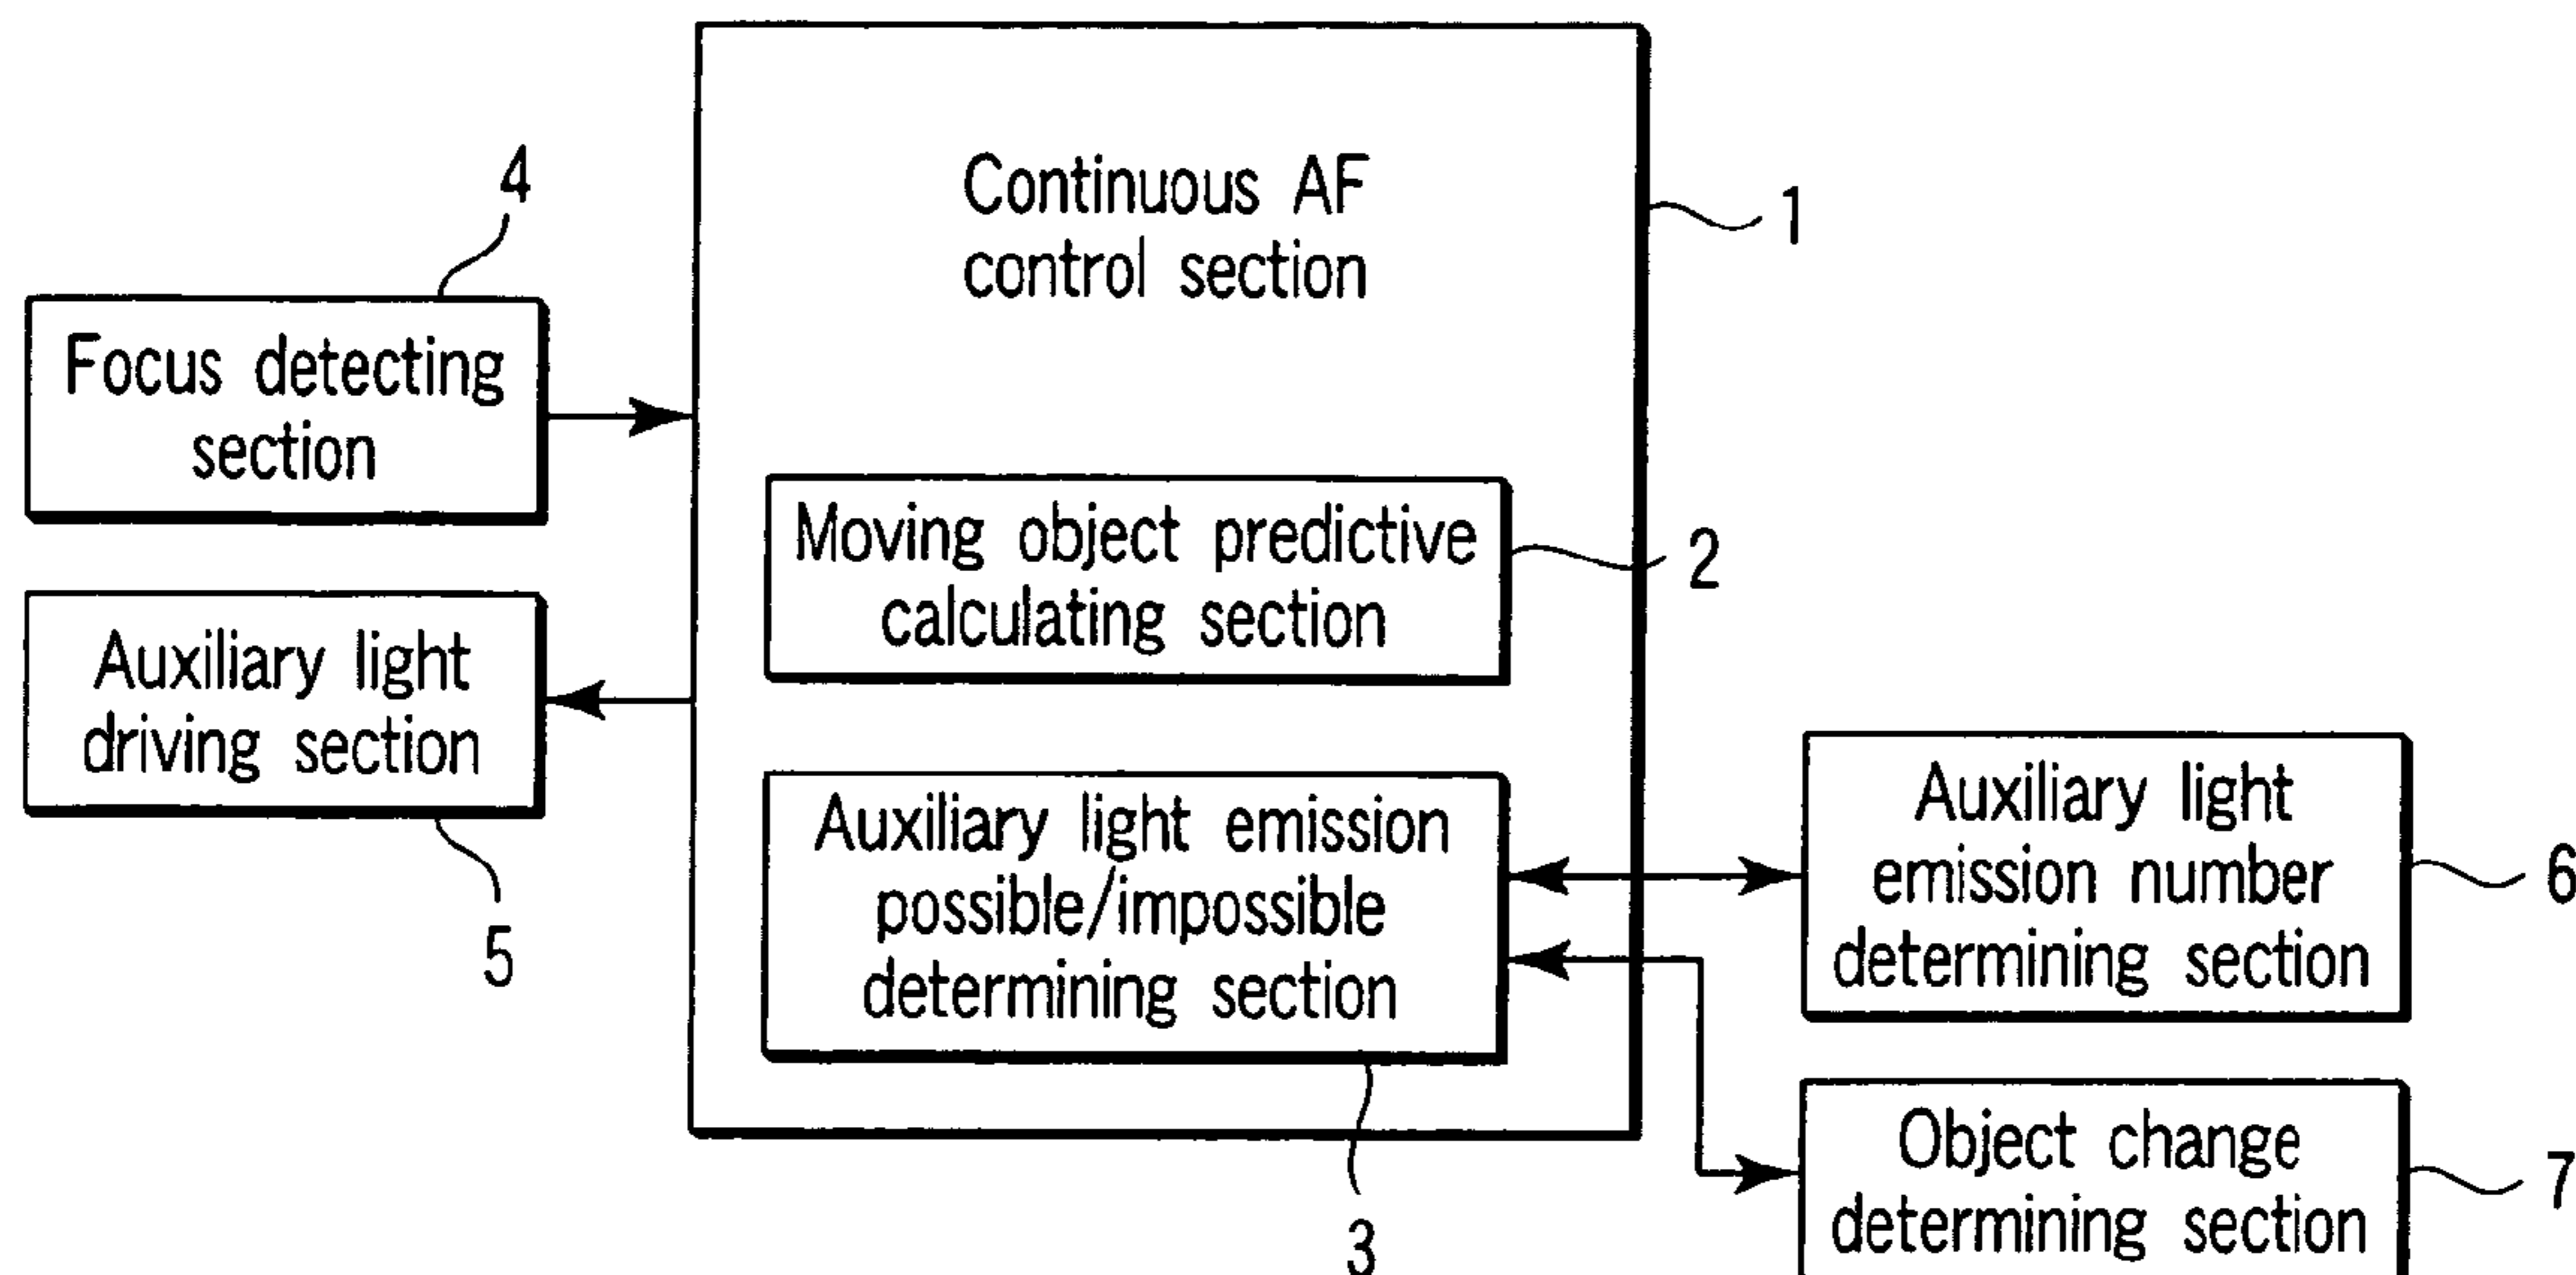 Continuous AF
control section
1
4
Focus detecting
section
Moving object predictive
calculating section
2
Auxiliary light
driving section
5
Auxiliary light emission
possible/impossible
determining section
3
Auxiliary light
emission number
determining section
6
Object change
determining section
7